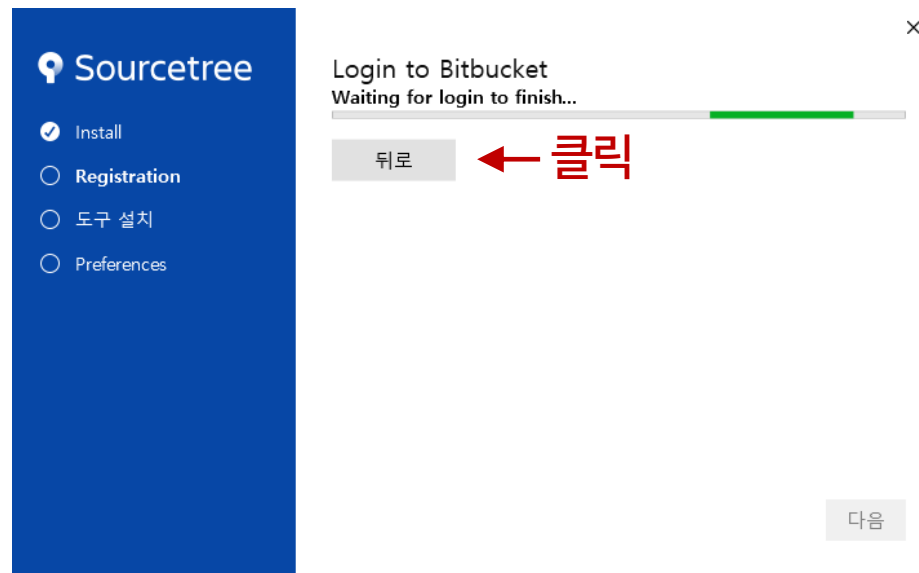 Sourcetree
Install
Registration
도구 설치
Preferences
Login to Bitbucket
Waiting for login to finish...
뒤로
클릭
다음